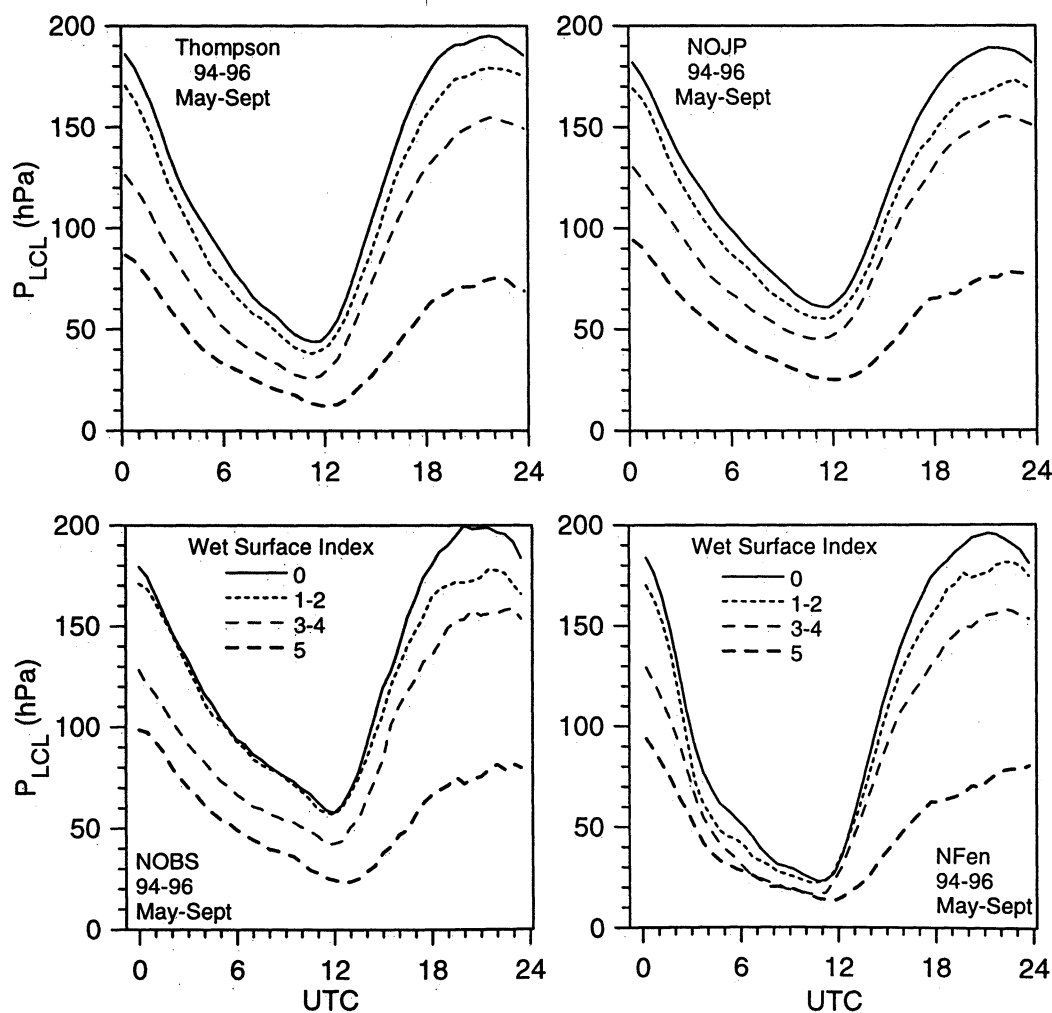 Thompson
94-96
May-Sept
P_LCL (hPa)
200
150
100
50
0
0 6 12 18 24
NOJP
94-96
May-Sept
200
150
100
50
0
0 6 12 18 24
Wet Surface Index
0
1-2
3-4
5
NOBS
94-96
May-Sept
P_LCL (hPa)
200
150
100
50
0
0 6 12 18 24
UTC
Wet Surface Index
0
1-2
3-4
5
NFen
94-96
May-Sept
200
150
100
50
0
0 6 12 18 24
UTC